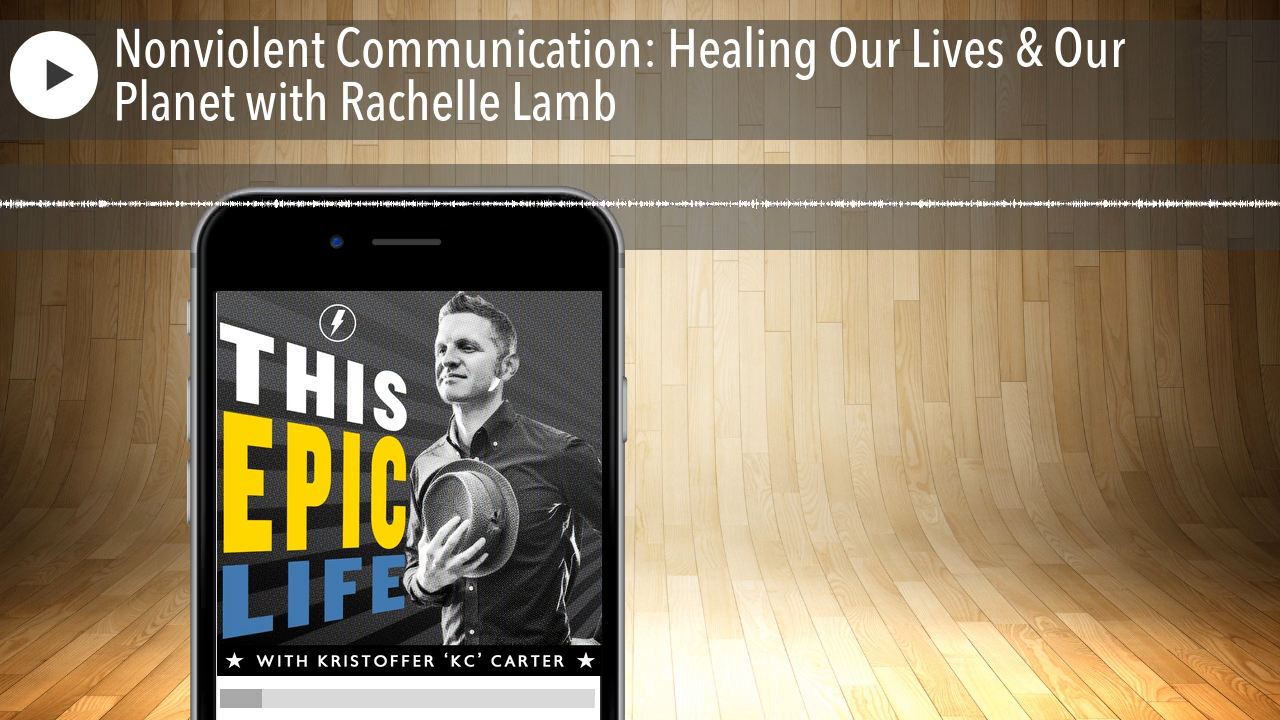 Nonviolent Communication: Healing Our Lives & Our
Planet with Rachelle Lamb
THIS
EPIC
LIFE
★ WITH KRISTOFFER ‘KC’ CARTER ★